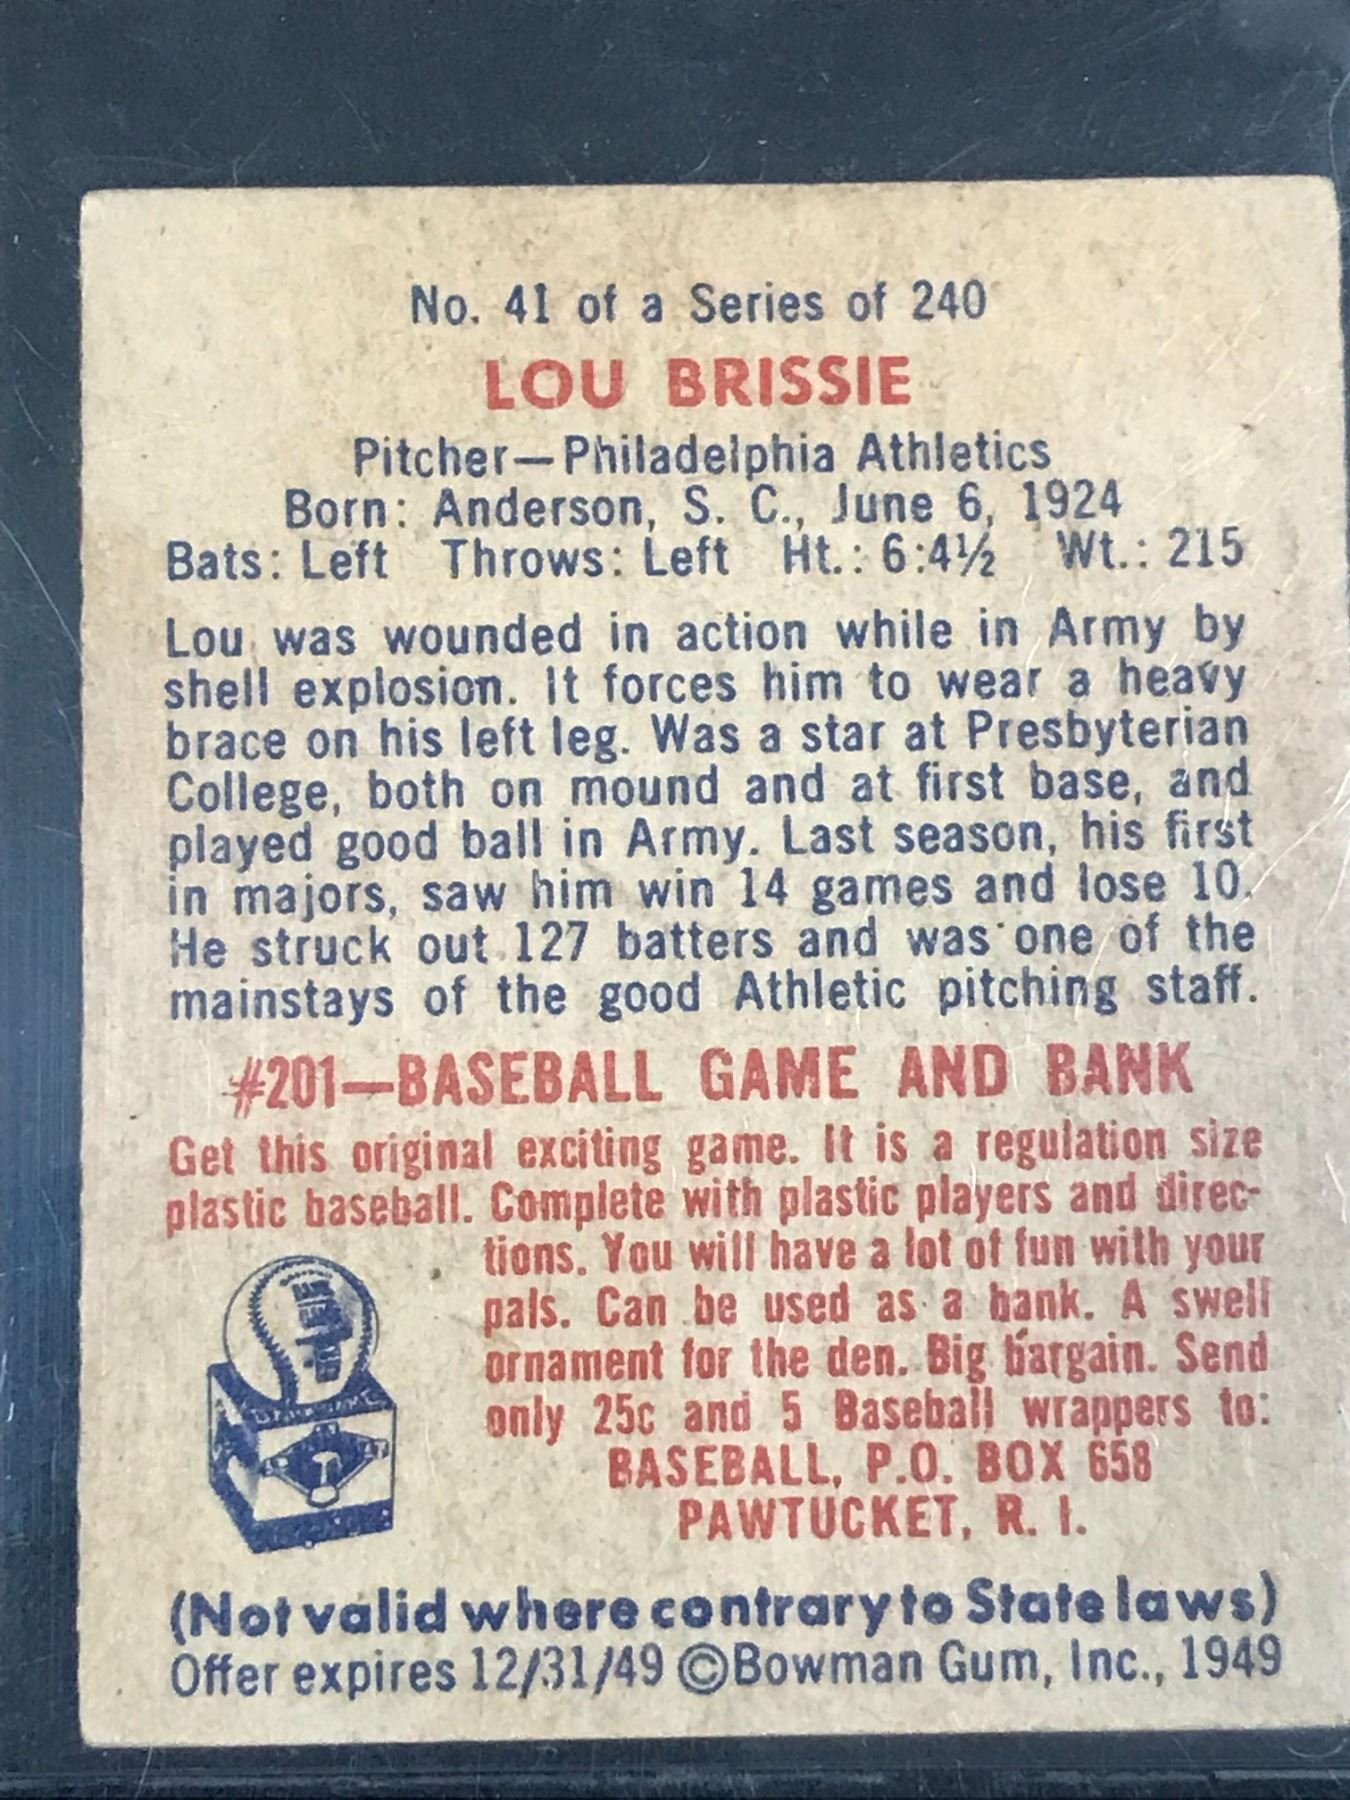 No. 41 of a Series of 240
LOU BRISSIE
Pitcher—Philadelphia Athletics
Born: Anderson, S. C., June 6, 1924
Bats: Left Throws: Left Ht.: 6:4½ Wt.: 215
Lou was wounded in action while in Army by
shell explosion. It forces him to wear a heavy
brace on his left leg. Was a star at Presbyterian
College, both on mound and at first base, and
played good ball in Army. Last season, his first
in majors, saw him win 14 games and lose 10.
He struck out 127 batters and was one of the
mainstays of the good Athletic pitching staff.
#201—BASEBALL GAME AND BANK
Get this original exciting game. It is a regulation size
plastic baseball. Complete with plastic players and direc-
tions. You will have a lot of fun with your
pals. Can be used as a bank. A swell
ornament for the den. Big bargain. Send
only 25c and 5 Baseball wrappers to:
BASEBALL, P.O. BOX 658
PAWTUCKET, R. I.
(Not valid where contrary to State laws)
Offer expires 12/31/49 ©Bowman Gum, Inc., 1949